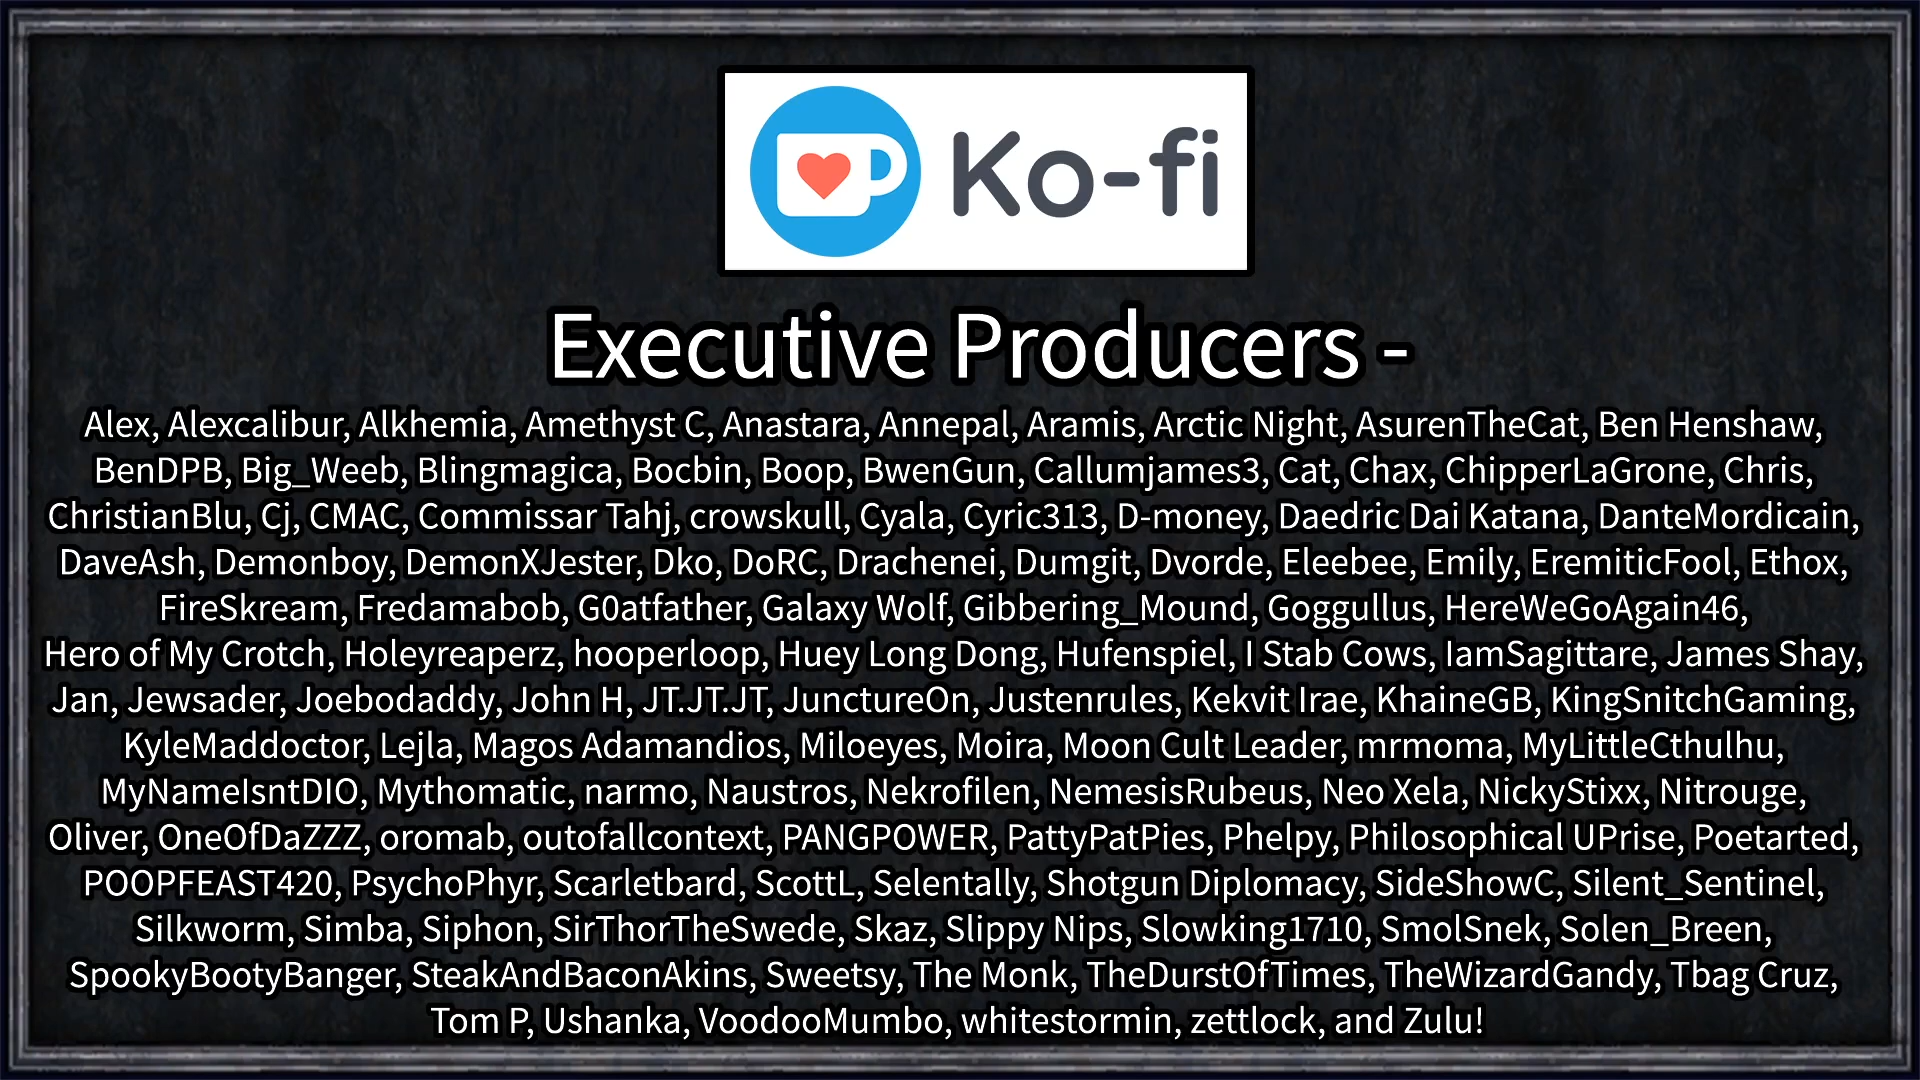 Ko-fi
Executive Producers -
Alex, Alexcalibur, Alkhemia, Amethyst C, Anastara, Annepal, Aramis, Arctic Night, AsurenTheCat, Ben Henshaw,
BenDPB, Big_Weeb, Blingmagica, Bocbin, Boop, BwenGun, Callumjames3, Cat, Chax, ChipperLaGrone, Chris,
ChristianBlu, Cj, CMAC, Commissar Tahj, crowskull, Cyala, Cyric313, D-money, Daedric Dai Katana, DanteMordicain,
DaveAsh, Demonboy, DemonXJester, Dko, DoRC, Drachenei, Dumgit, Dvorde, Eleebee, Emily, EremiticFool, Ethox,
FireSkream, Fredamabob, G0atfather, Galaxy Wolf, Gibbering_Mound, Goggullus, HereWeGoAgain46,
Hero of My Crotch, Holeyreaperz, hooperloop, Huey Long Dong, Hufenspiel, I Stab Cows, IamSagittare, James Shay,
Jan, Jewsader, Joebodaddy, John H, JT.JT.JT, JunctureOn, Justenrules, Kekvit Irae, KhaineGB, KingSnitchGaming,
KyleMaddoctor, Lejla, Magos Adamandios, Miloeyes, Moira, Moon Cult Leader, mrmoma, MyLittleCthulhu,
MyNameIsntDIO, Mythomatic, narmo, Naustros, Nekrofilen, NemesisRubeus, Neo Xela, NickyStixx, Nitrouge,
Oliver, OneOfDaZZZ, oromab, outofallcontext, PANGPOWER, PattyPatPies, Phelpy, Philosophical UPrise, Poetarted,
POOPFEAST420, PsychoPhyr, Scarletbard, ScottL, Selentally, Shotgun Diplomacy, SideShowC, Silent_Sentinel,
Silkworm, Simba, Siphon, SirThorTheSwede, Skaz, Slippy Nips, Slowking1710, SmolSnek, Solen_Breen,
SpookyBootyBanger, SteakAndBaconAkins, Sweetsy, The Monk, TheDurstOfTimes, TheWizardGandy, Tbag Cruz,
Tom P, Ushanka, VoodooMumbo, whitestormin, zettlock, and Zulu!